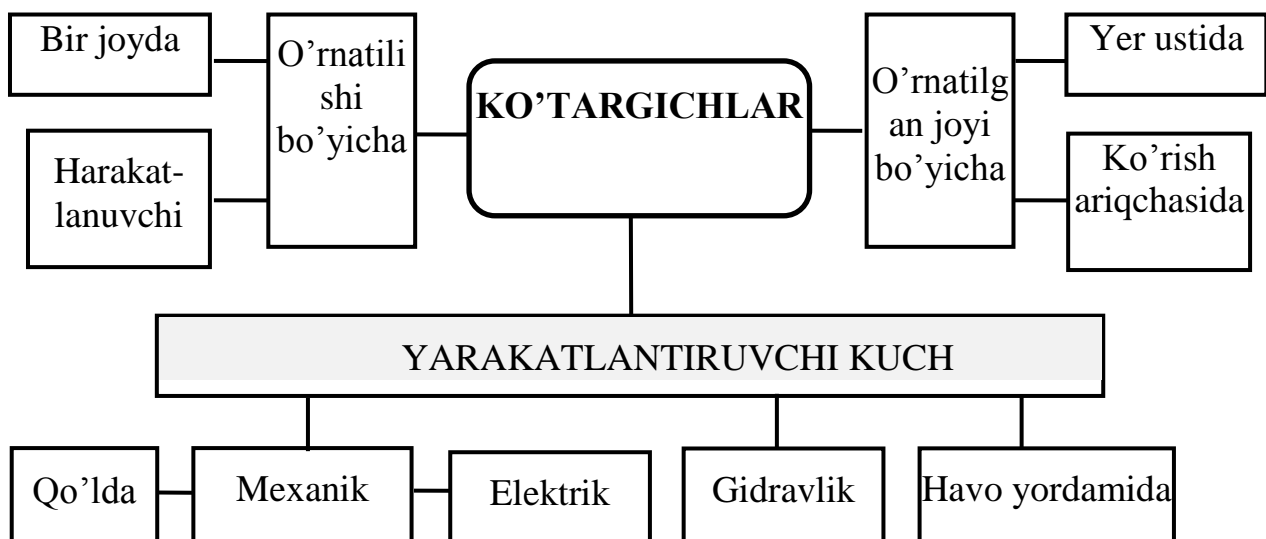 Bir joyda
Harakat-
lanuvchi
O’rnatili
shi
bo’yicha
KO’TARGICHLAR
O’rnatilg
an joyi
bo’yicha
Yer ustida
Ko’rish
ariqchasida
YARAKATLANTIRUVCHI KUCH
Qo’lda
Mexanik
Elektrik
Gidravlik
Havo yordamida